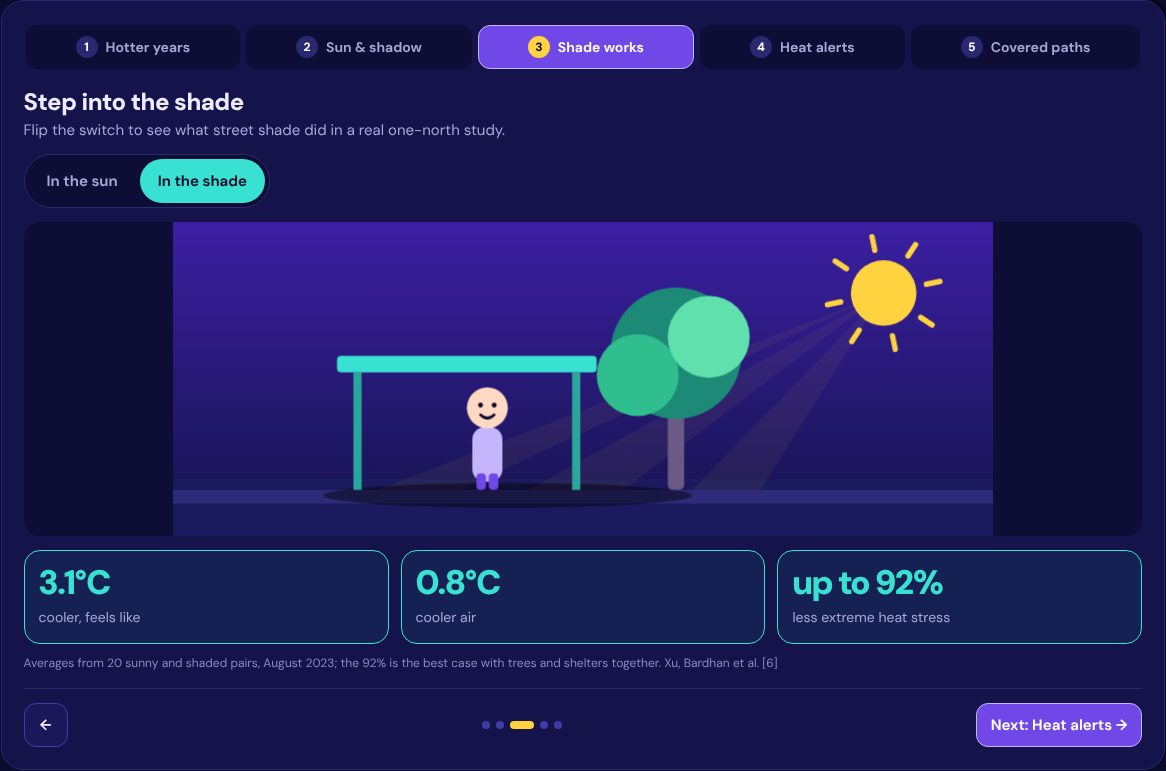 1 Hotter years
2 Sun & shadow
3 Shade works
4 Heat alerts
5 Covered paths
Step into the shade
Flip the switch to see what street shade did in a real one-north study.
In the sun
In the shade
3.1°C
cooler, feels like
0.8°C
cooler air
up to 92%
less extreme heat stress
Averages from 20 sunny and shaded pairs, August 2023; the 92% is the best case with trees and shelters together. Xu, Bardhan et al. [6]
←
Next: Heat alerts →